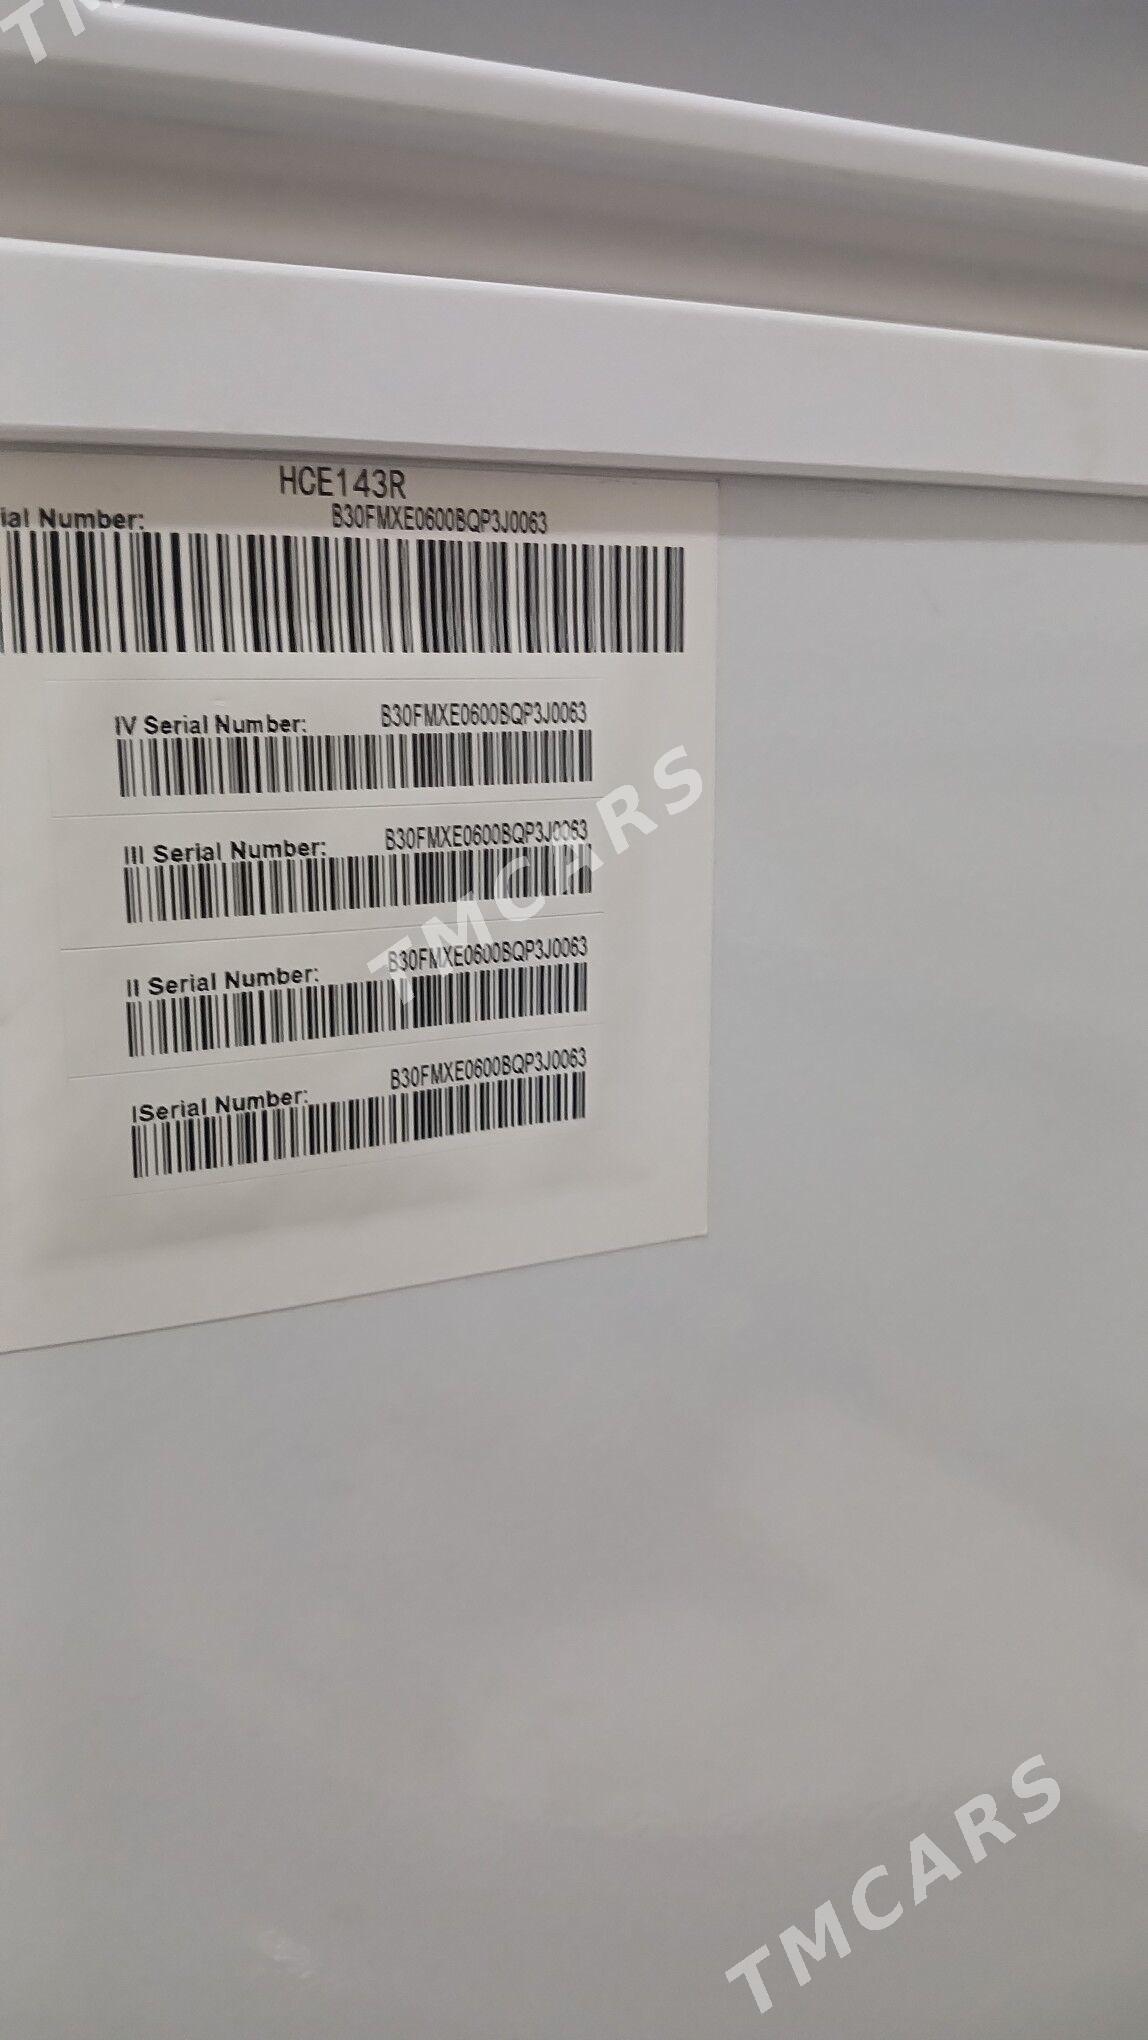 TM
HCE143R
ial Number: B30FMXE0600BQP3J0063
IV Serial Number: B30FMXE0600BQP3J0063
III Serial Number: B30FMXE0600BQP3J0063
II Serial Number: B30FMXE0600BQP3J0063
ISerial Number: B30FMXE0600BQP3J0063
TMCARS
TMCARS